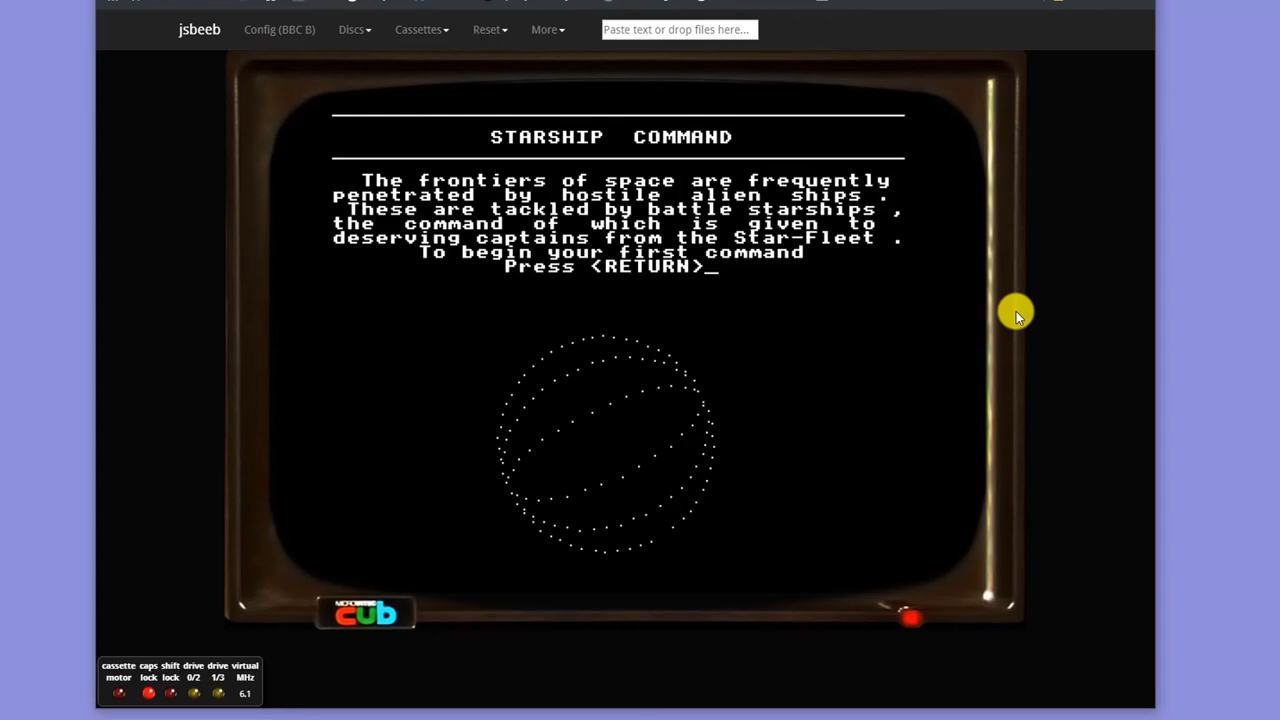 jsbeeb
Config (BBC B)
Discs
Cassettes
Reset
More
Paste text or drop files here...
STARSHIP COMMAND
The frontiers of space are frequently
penetrated by hostile alien ships .
These are tackled by battle starships ,
the command of which is given to
deserving captains from the Star-Fleet .
To begin your first command
Press <RETURN>_
MICROVITEC
cub
cassette motor
caps lock
shift lock
drive 0/2
drive 1/3
virtual MHz
6.1